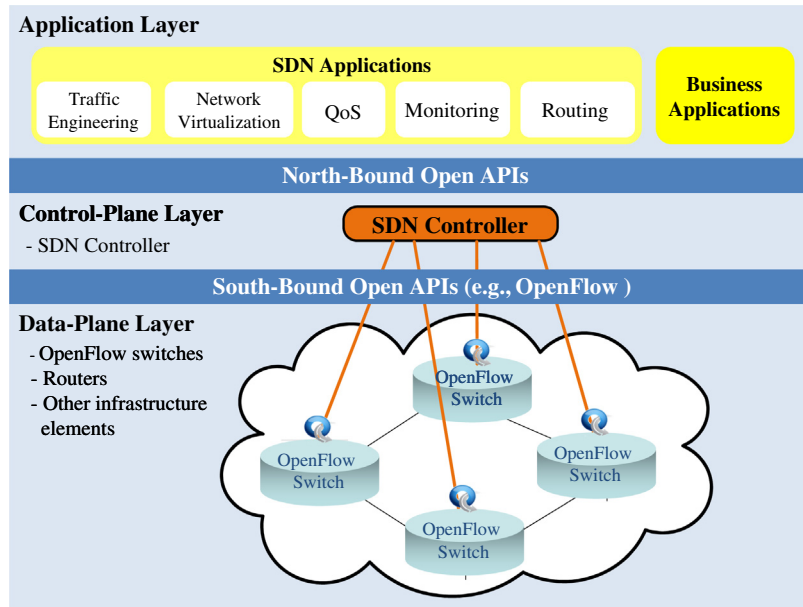 Application Layer
SDN Applications
Traffic
Engineering
Network
Virtualization
QoS
Monitoring
Routing
Business
Applications
North-Bound Open APIs
Control-Plane Layer
- SDN Controller
SDN Controller
South-Bound Open APIs (e.g., OpenFlow )
Data-Plane Layer
- OpenFlow switches
- Routers
- Other infrastructure
elements
OpenFlow
Switch
OpenFlow
Switch
OpenFlow
Switch
OpenFlow
Switch